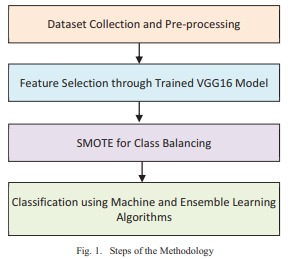 Dataset Collection and Pre-processing
Feature Selection through Trained VGG16 Model
SMOTE for Class Balancing
Classification using Machine and Ensemble Learning
Algorithms
Fig. 1. Steps of the Methodology